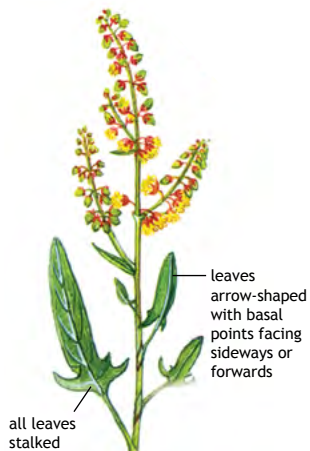 leaves
arrow-shaped
with basal
points facing
sideways or
forwards
all leaves
stalked